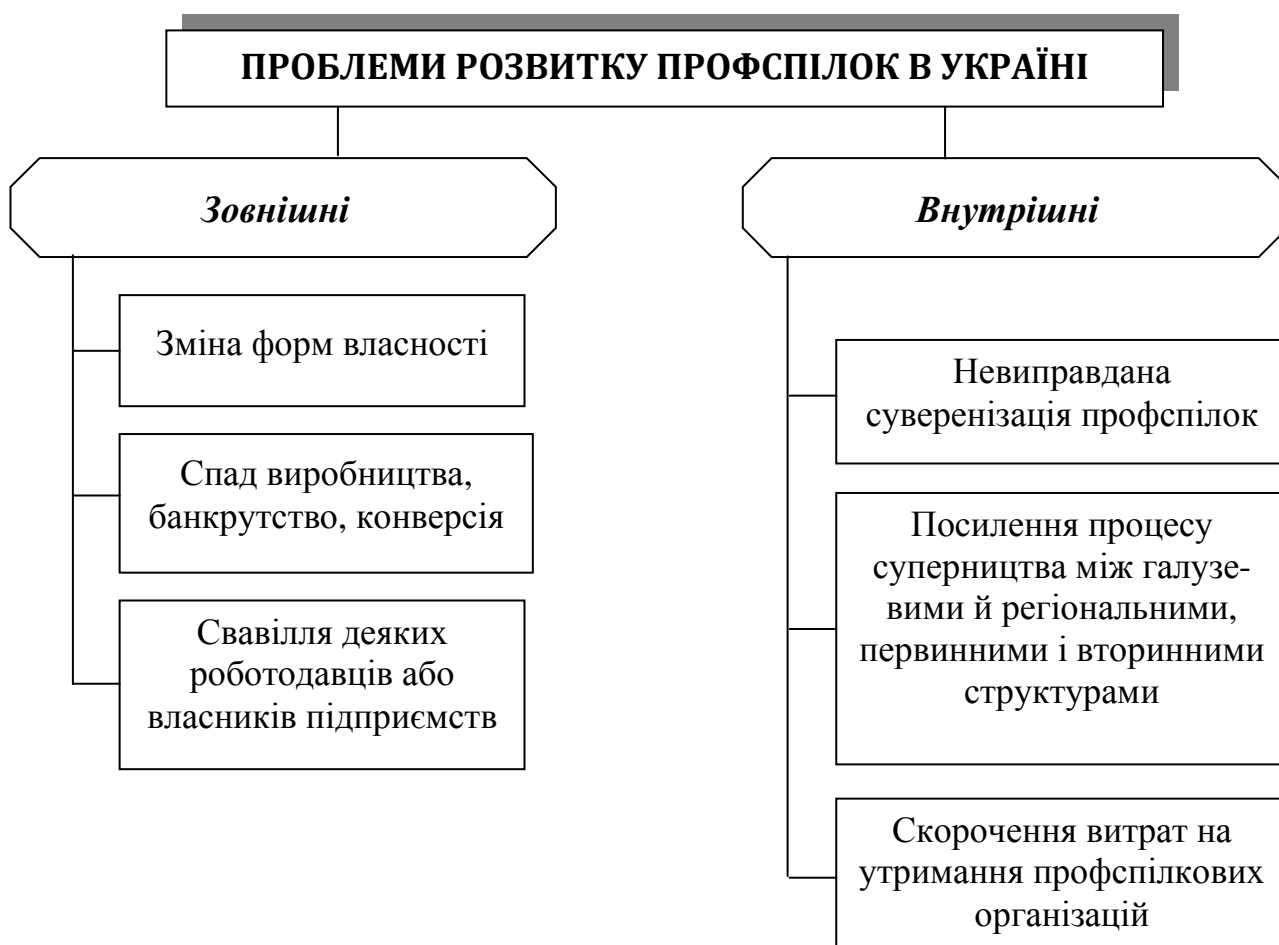 ПРОБЛЕМИ РОЗВИТКУ ПРОФСПІЛОК В УКРАЇНІ
Зовнішні
Зміна форм власності
Спад виробництва,
банкрутство, конверсія
Свавілля деяких
роботодавців або
власників підприємств
Внутрішні
Невиправдана
суверенізація профспілок
Посилення процесу
суперництва між галузе-
вими й регіональними,
первинними і вторинними
структурами
Скорочення витрат на
утримання профспілкових
організацій